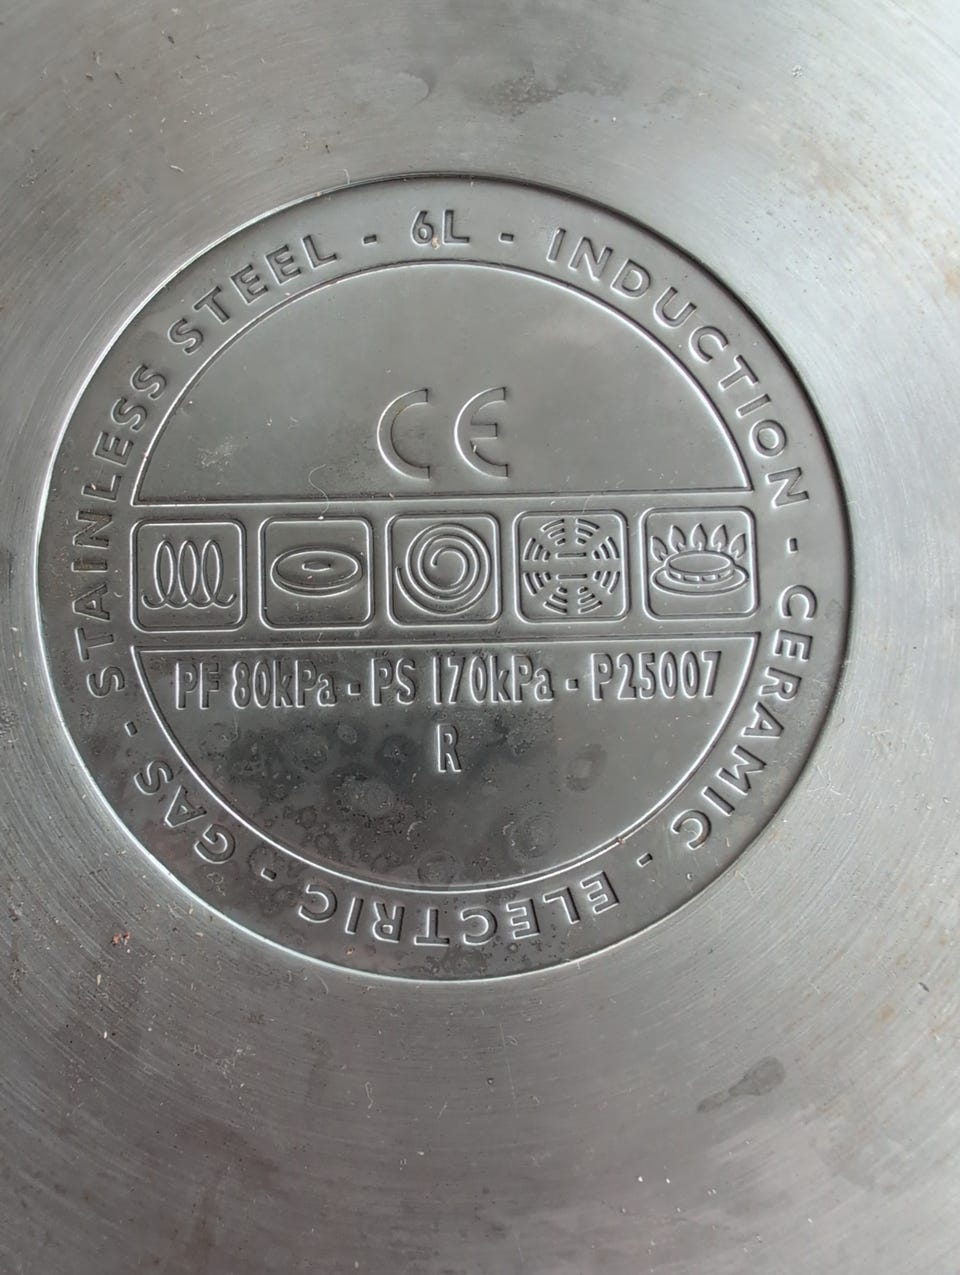 STAINLESS STEEL - 6L - INDUCTION - CERAMIC - ELECTRIC - GAS -
CE
PF 80kPa - PS 170kPa - P25007
R